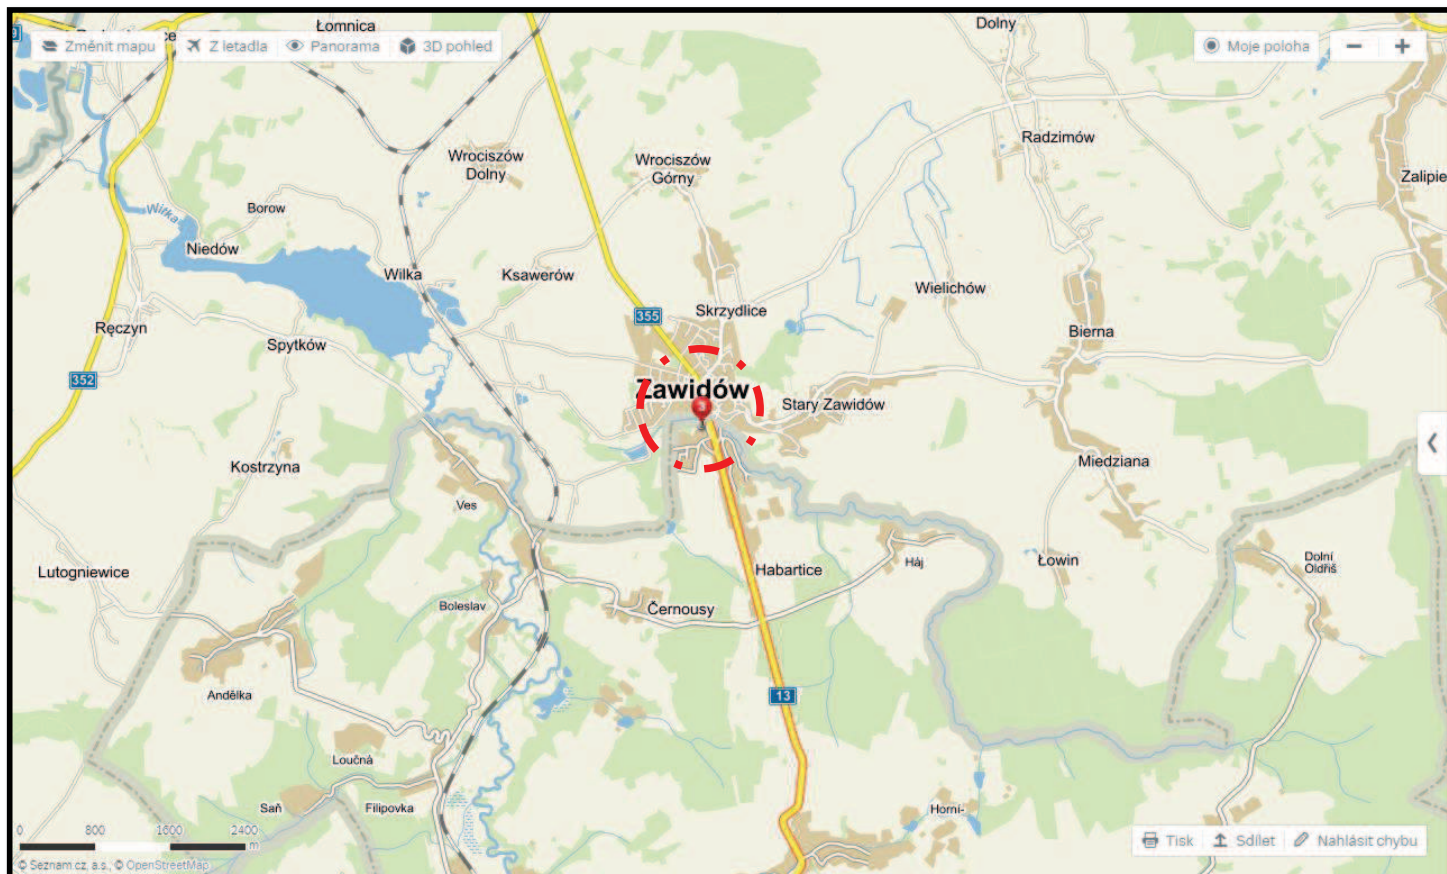 Łomnica
Dolny
Změnit mapu
Z letadla
Panorama
3D pohled
Moje poloha
Radzimów
Wrociszów
Dolny
Wrociszów
Górny
Zalipie
Borow
Witka
Niedów
Wilka
Ksawerów
Wielichów
Skrzydlice
355
Ręczyn
Spytków
Bierna
352
Zawidów
Stary Zawidów
Kostrzyna
Miedziana
Ves
Lutogniewice
Habartice
Háj
Łowin
Dolní
Oldřiš
Boleslav
Černousy
Andělka
13
Loučná
Saň
Filipovka
Horní-
0 800 1600 2400
m
© Seznam.cz, a.s., © OpenStreetMap
Tisk
Sdílet
Nahlásit chybu